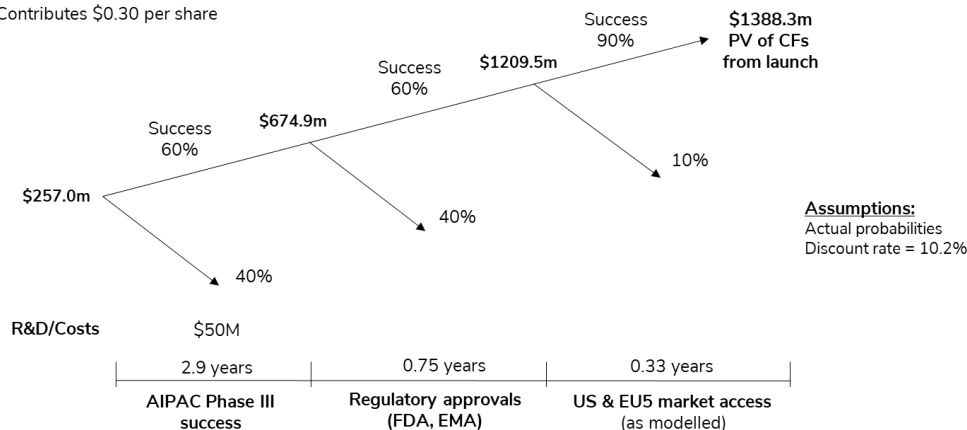 Contributes $0.30 per share
Success
90%
$1388.3m
PV of CFs
from launch
Success
60%
$1209.5m
Success
60%
$674.9m
10%
$257.0m
40%
Assumptions:
Actual probabilities
Discount rate = 10.2%
40%
R&D/Costs
$50M
2.9 years
0.75 years
0.33 years
AIPAC Phase III
success
Regulatory approvals
(FDA, EMA)
US & EU5 market access
(as modelled)